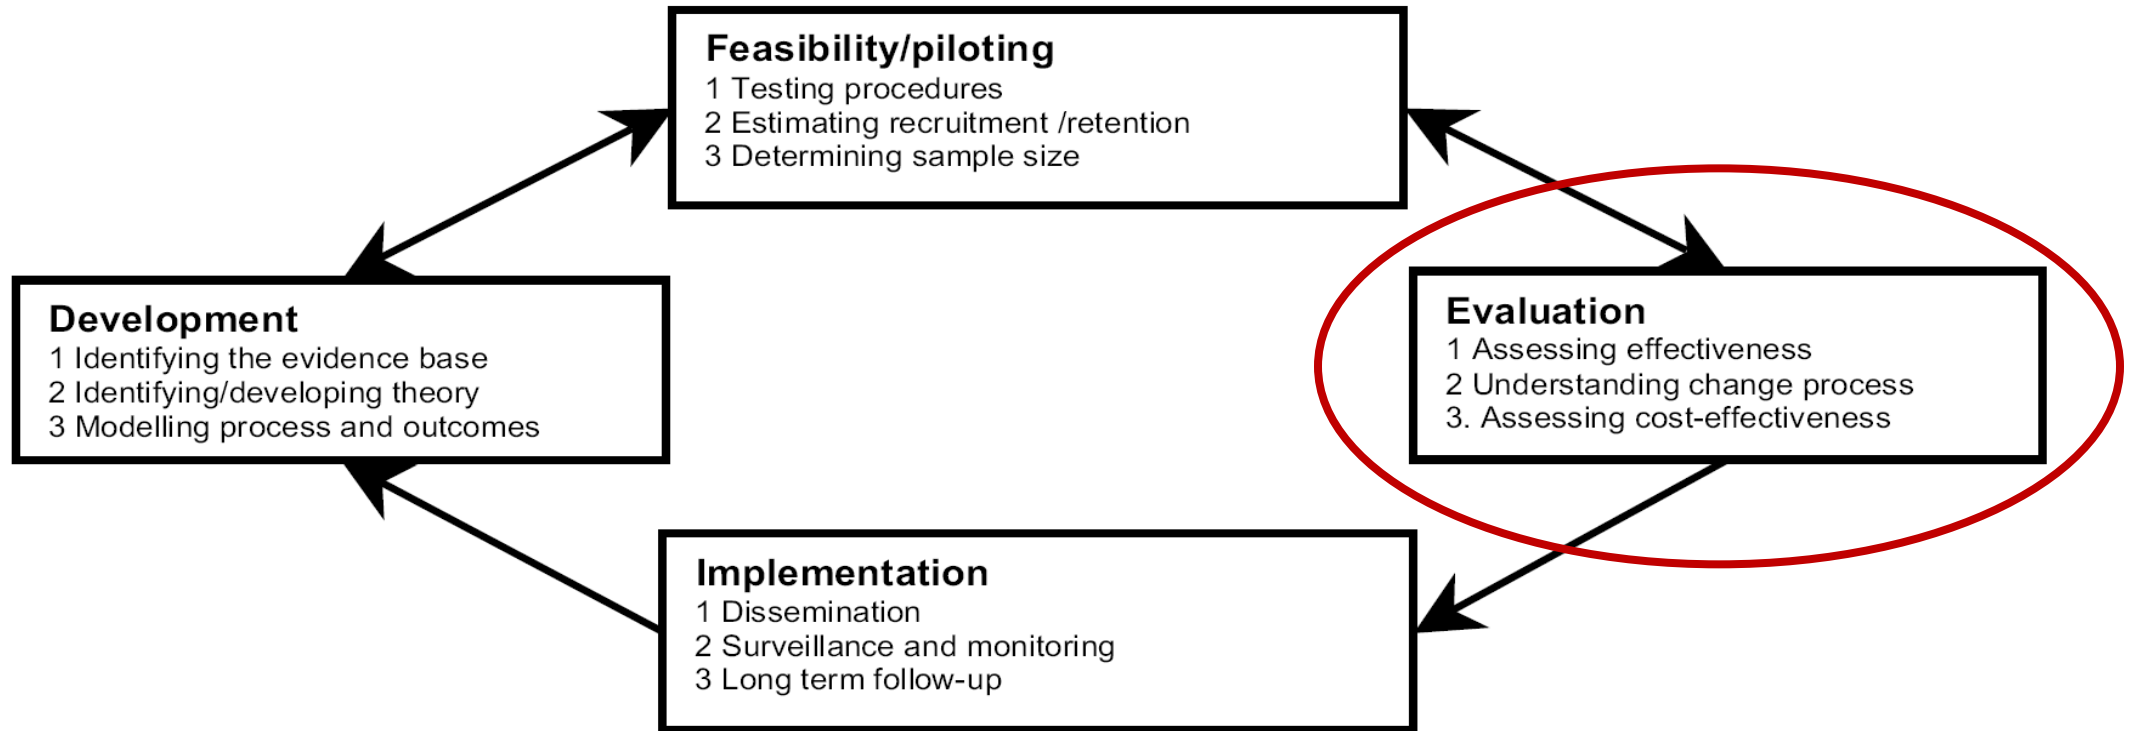 Feasibility/piloting
1 Testing procedures
2 Estimating recruitment /retention
3 Determining sample size
Development
1 Identifying the evidence base
2 Identifying/developing theory
3 Modelling process and outcomes
Evaluation
1 Assessing effectiveness
2 Understanding change process
3. Assessing cost-effectiveness
Implementation
1 Dissemination
2 Surveillance and monitoring
3 Long term follow-up